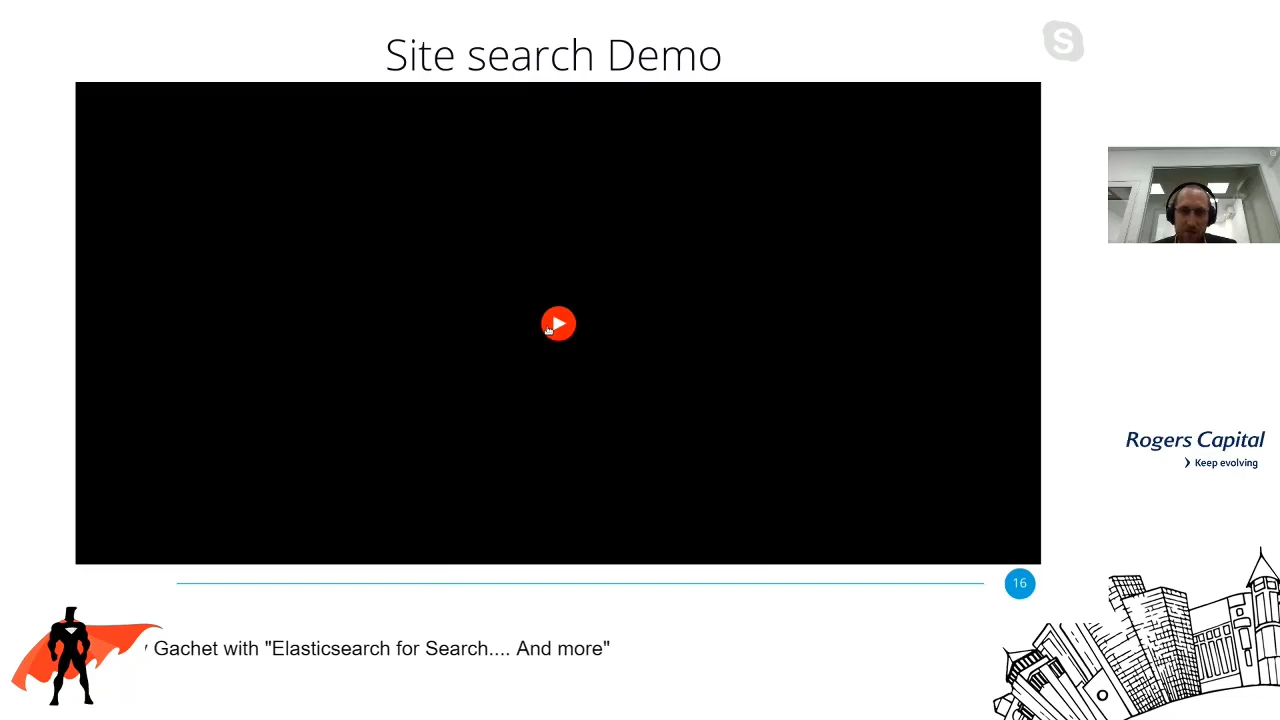 Site search Demo
S
Rogers Capital
Keep evolving
16
Gachet with "Elasticsearch for Search.... And more"